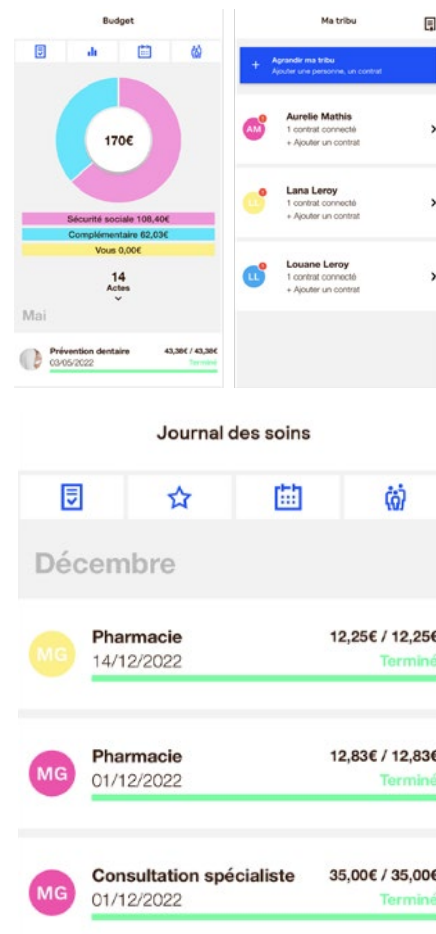 Budget
170€
Sécurité sociale 108,40€
Complémentaire 62,03€
Vous 0,00€
14
Actes
Mai
Prévention dentaire 43,38€ / 43,38€
03/05/2022 Terminé
Ma tribu
+ Agrandir ma tribu
Ajouter une personne, un contrat
AM
Aurelie Mathis
1 contrat connecté
+ Ajouter un contrat
LL
Lana Leroy
1 contrat connecté
+ Ajouter un contrat
LL
Louane Leroy
1 contrat connecté
+ Ajouter un contrat
Journal des soins
Décembre
MG
Pharmacie 12,25€ / 12,25€
14/12/2022 Terminé
MG
Pharmacie 12,83€ / 12,83€
01/12/2022 Terminé
MG
Consultation spécialiste 35,00€ / 35,00€
01/12/2022 Terminé